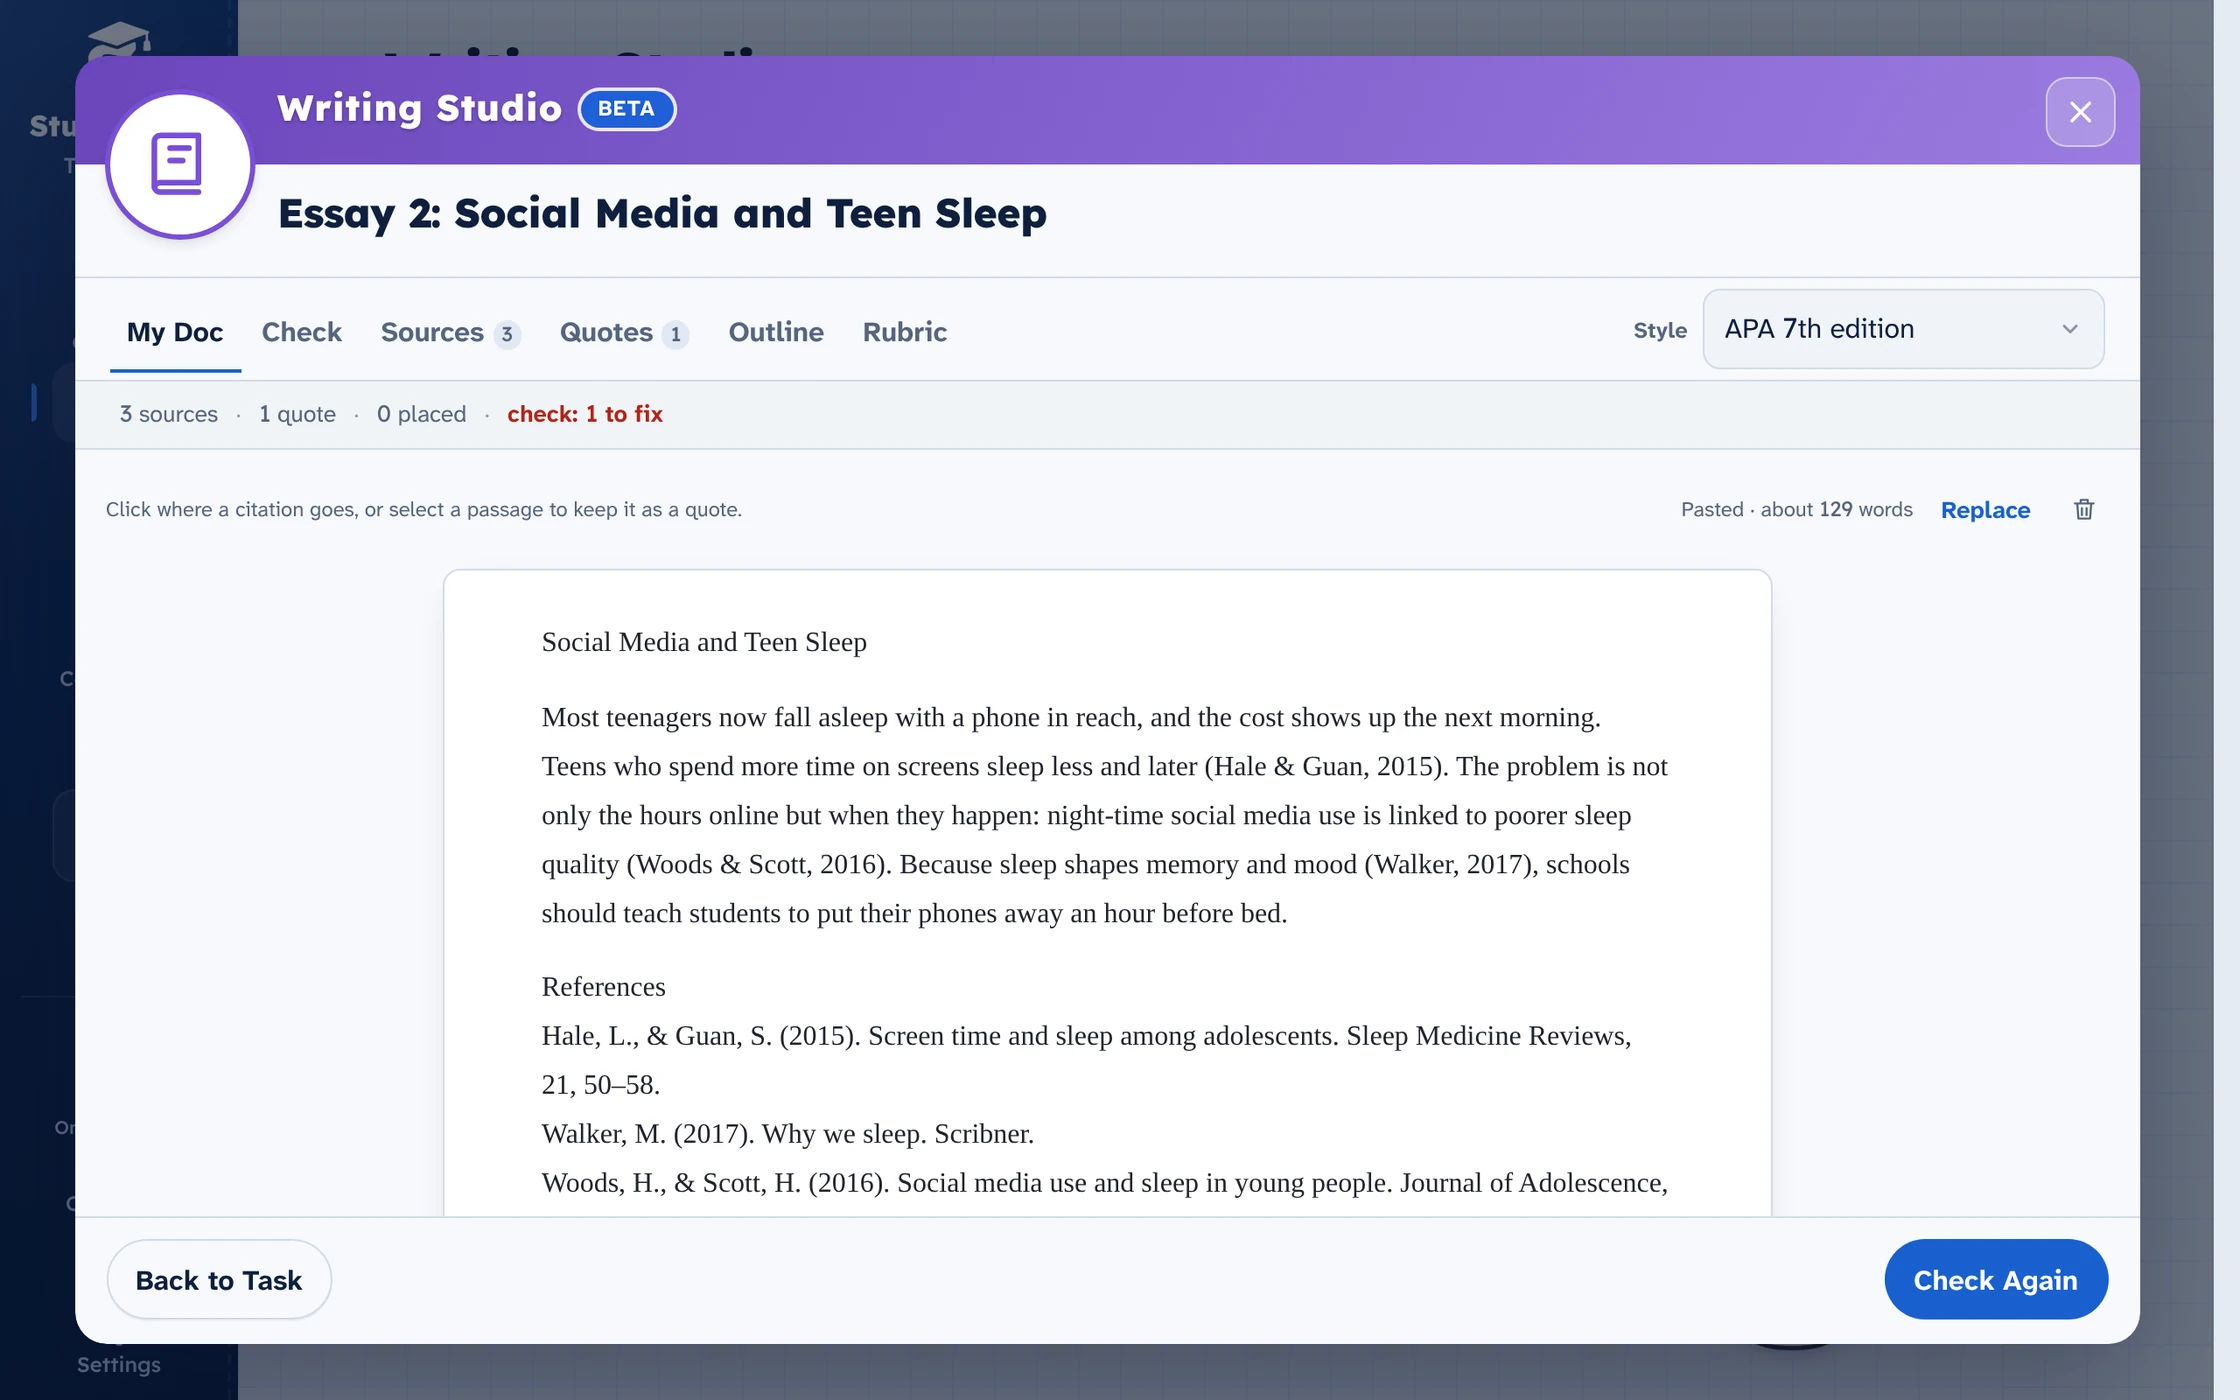 Writing Studio BETA
Essay 2: Social Media and Teen Sleep
My Doc Check Sources 3 Quotes 1 Outline Rubric Style APA 7th edition
3 sources · 1 quote · 0 placed · check: 1 to fix
Click where a citation goes, or select a passage to keep it as a quote. Pasted · about 129 words Replace
Social Media and Teen Sleep
Most teenagers now fall asleep with a phone in reach, and the cost shows up the next morning.
Teens who spend more time on screens sleep less and later (Hale & Guan, 2015). The problem is not
only the hours online but when they happen: night-time social media use is linked to poorer sleep
quality (Woods & Scott, 2016). Because sleep shapes memory and mood (Walker, 2017), schools
should teach students to put their phones away an hour before bed.
References
Hale, L., & Guan, S. (2015). Screen time and sleep among adolescents. Sleep Medicine Reviews,
21, 50–58.
Walker, M. (2017). Why we sleep. Scribner.
Woods, H., & Scott, H. (2016). Social media use and sleep in young people. Journal of Adolescence,
Back to Task Check Again
Settings